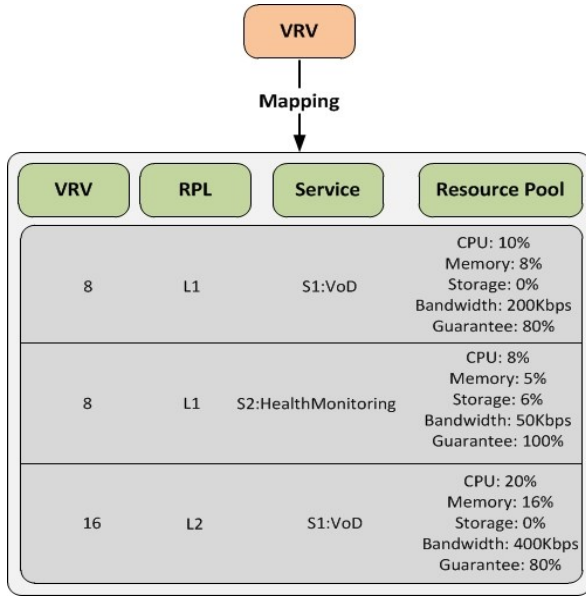 VRV
Mapping
VRV RPL Service Resource Pool
8 L1 S1:VoD
CPU: 10%
Memory: 8%
Storage: 0%
Bandwidth: 200Kbps
Guarantee: 80%
8 L1 S2:HealthMonitoring
CPU: 8%
Memory: 5%
Storage: 6%
Bandwidth: 50Kbps
Guarantee: 100%
16 L2 S1:VoD
CPU: 20%
Memory: 16%
Storage: 0%
Bandwidth: 400Kbps
Guarantee: 80%